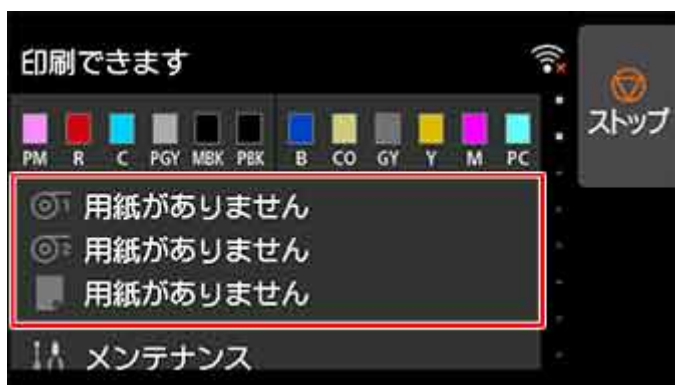 印刷できます
ストップ
PM R C PGY MBK PBK B CO GY Y M PC
1 用紙がありません
2 用紙がありません
用紙がありません
メンテナンス